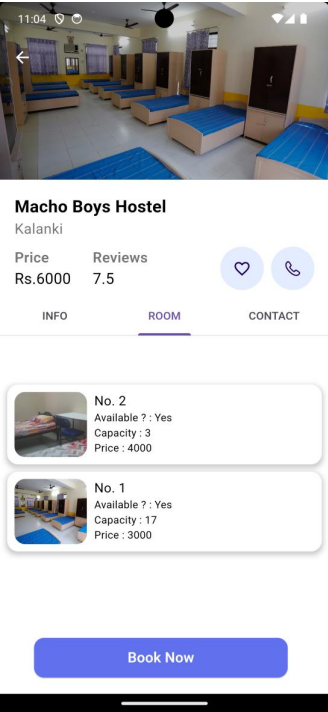 11:04
Macho Boys Hostel
Kalanki
Price Reviews
Rs.6000 7.5
INFO ROOM CONTACT
No. 2
Available ? : Yes
Capacity : 3
Price : 4000
No. 1
Available ? : Yes
Capacity : 17
Price : 3000
Book Now